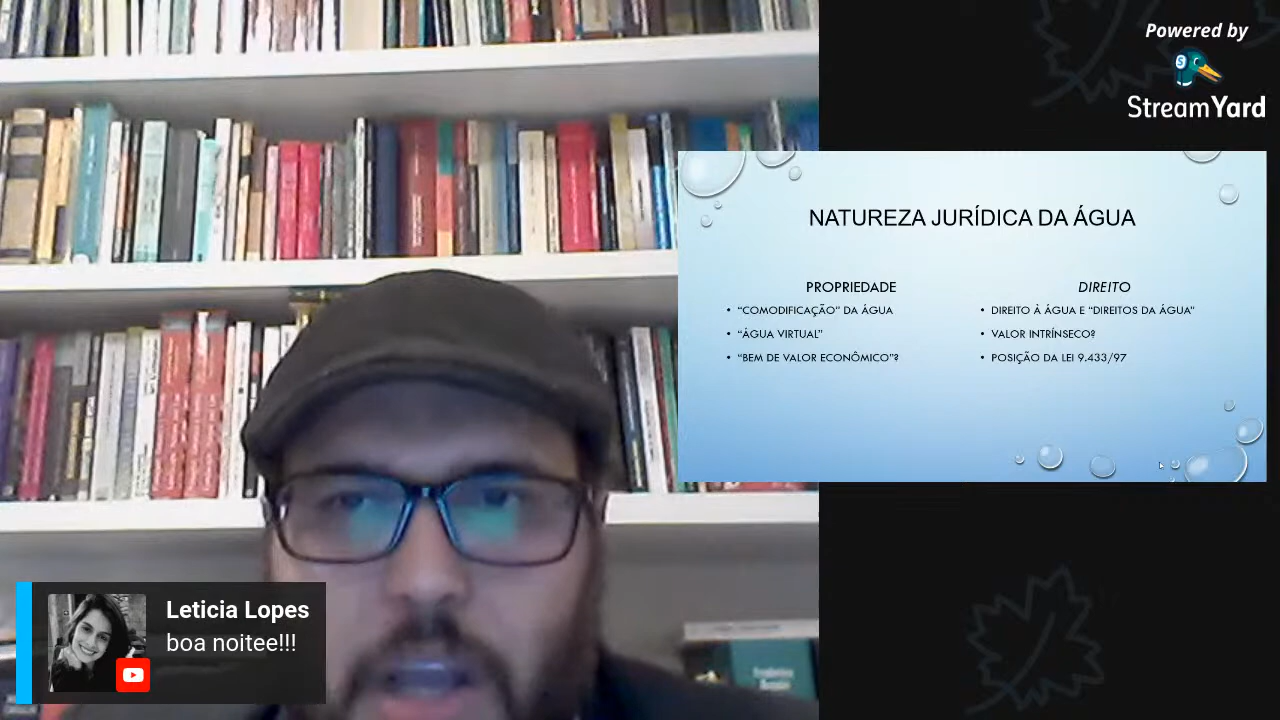 Powered by
StreamYard
NATUREZA JURÍDICA DA ÁGUA
PROPRIEDADE
• “COMODIFICAÇÃO” DA ÁGUA
• “ÁGUA VIRTUAL”
• “BEM DE VALOR ECONÔMICO”?
DIREITO
• DIREITO À ÁGUA E “DIREITOS DA ÁGUA”
• VALOR INTRÍNSECO?
• POSIÇÃO DA LEI 9.433/97
Leticia Lopes
boa noitee!!!